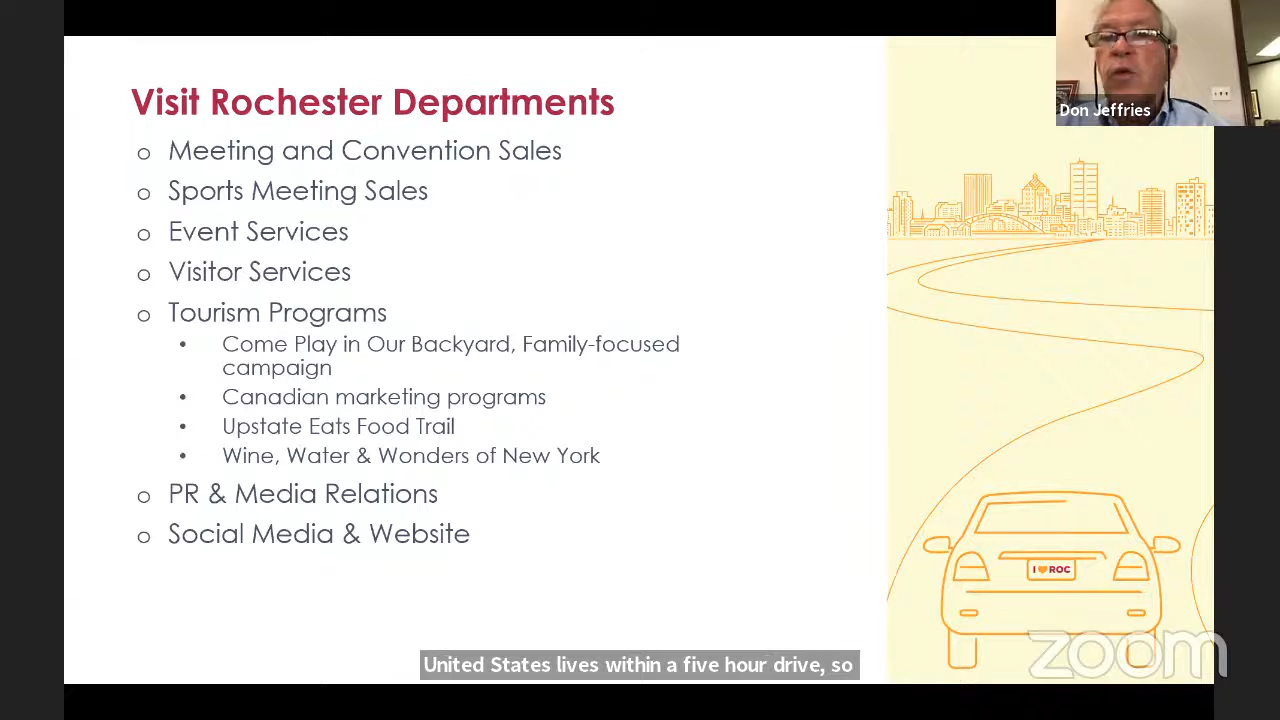 Visit Rochester Departments
o Meeting and Convention Sales
o Sports Meeting Sales
o Event Services
o Visitor Services
o Tourism Programs
• Come Play in Our Backyard, Family-focused
campaign
• Canadian marketing programs
• Upstate Eats Food Trail
• Wine, Water & Wonders of New York
o PR & Media Relations
o Social Media & Website
Don Jeffries
I 🧡 ROC
United States lives within a five hour drive, so
zoom